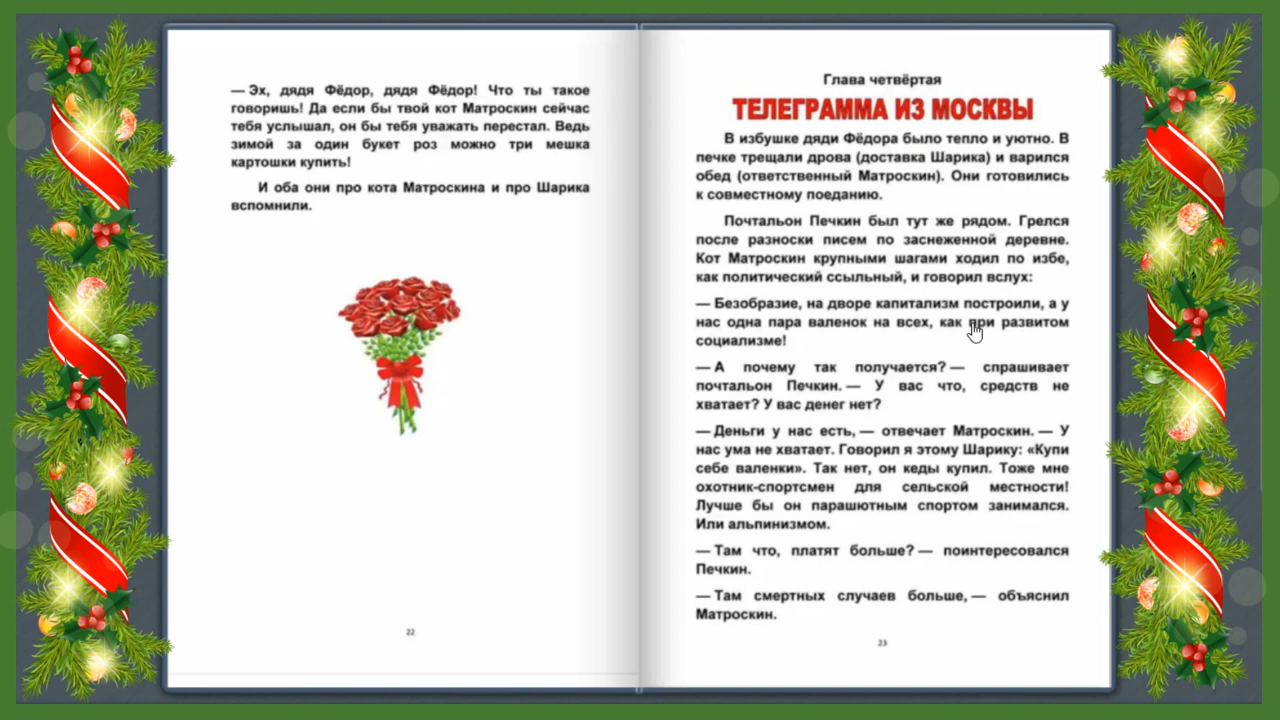 — Эх, дядя Фёдор, дядя Фёдор! Что ты такое
говоришь! Да если бы твой кот Матроскин сейчас
тебя услышал, он бы тебя уважать перестал. Ведь
зимой за один букет роз можно три мешка
картошки купить!
И оба они про кота Матроскина и про Шарика
вспомнили.
22
Глава четвёртая
ТЕЛЕГРАММА ИЗ МОСКВЫ
В избушке дяди Фёдора было тепло и уютно. В
печке трещали дрова (доставка Шарика) и варился
обед (ответственный Матроскин). Они готовились
к совместному поеданию.
Почтальон Печкин был тут же рядом. Грелся
после разноски писем по заснеженной деревне.
Кот Матроскин крупными шагами ходил по избе,
как политический ссыльный, и говорил вслух:
— Безобразие, на дворе капитализм построили, а у
нас одна пара валенок на всех, как при развитом
социализме!
— А почему так получается? — спрашивает
почтальон Печкин. — У вас что, средств не
хватает? У вас денег нет?
— Деньги у нас есть, — отвечает Матроскин. — У
нас ума не хватает. Говорил я этому Шарику: «Купи
себе валенки». Так нет, он кеды купил. Тоже мне
охотник-спортсмен для сельской местности!
Лучше бы он парашютным спортом занимался.
Или альпинизмом.
— Там что, платят больше? — поинтересовался
Печкин.
— Там смертных случаев больше, — объяснил
Матроскин.
23